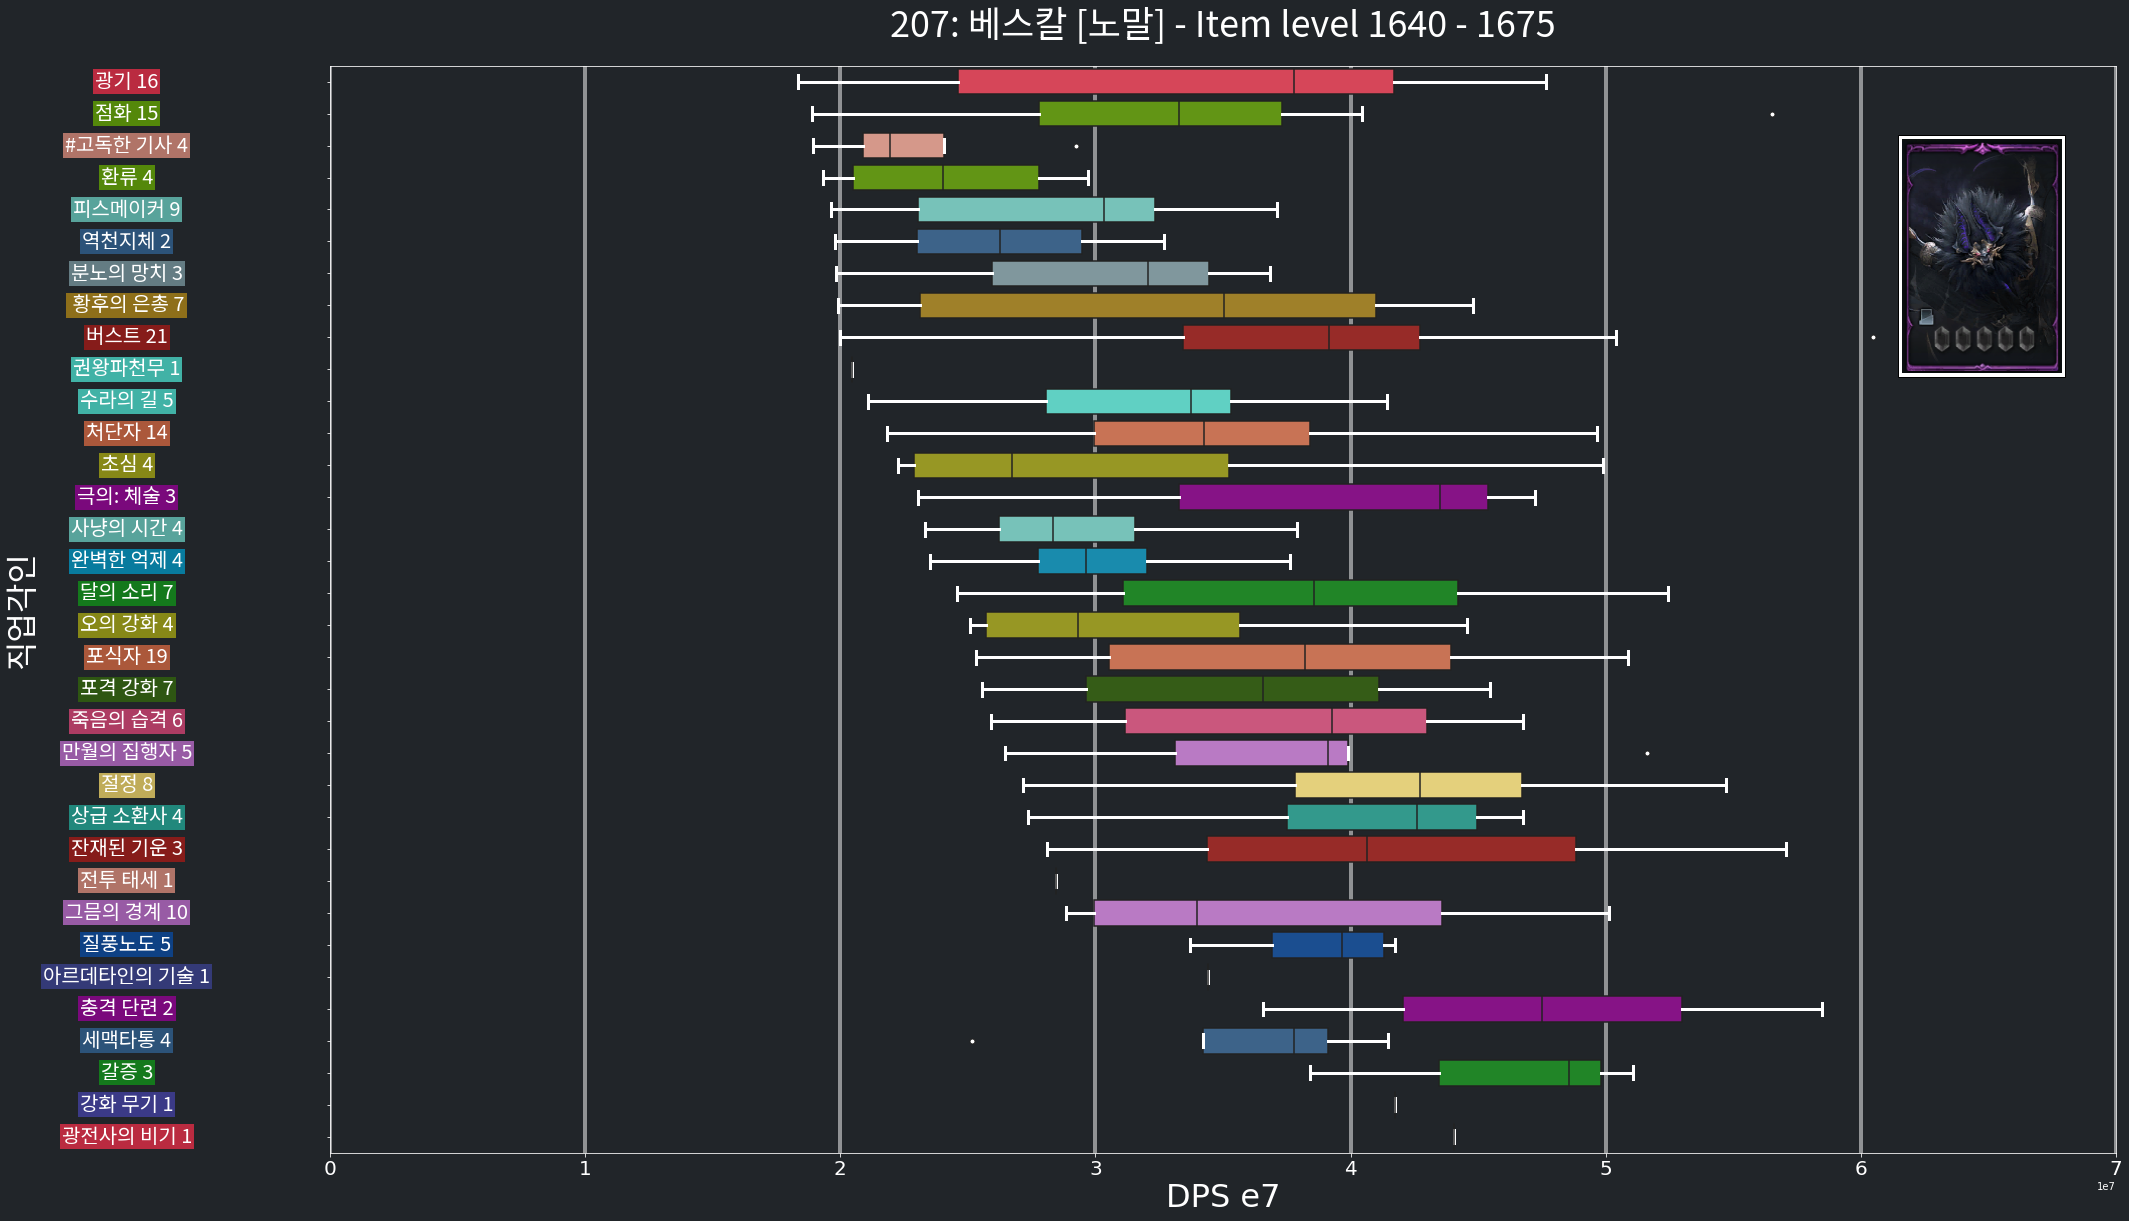 207: 베스칼 [노말] - Item level 1640 - 1675
광기 16
점화 15
#고독한 기사 4
환류 4
피스메이커 9
역천지체 2
분노의 망치 3
황후의 은총 7
버스트 21
권왕파천무 1
수라의 길 5
처단자 14
초심 4
극의: 체술 3
사냥의 시간 4
완벽한 억제 4
달의 소리 7
오의 강화 4
포식자 19
포격 강화 7
죽음의 습격 6
만월의 집행자 5
절정 8
상급 소환사 4
잔재된 기운 3
전투 태세 1
그믐의 경계 10
질풍노도 5
아르데타인의 기술 1
충격 단련 2
세맥타통 4
갈증 3
강화 무기 1
광전사의 비기 1
직업각인
0 1 2 3 4 5 6 7
1e7
DPS e7